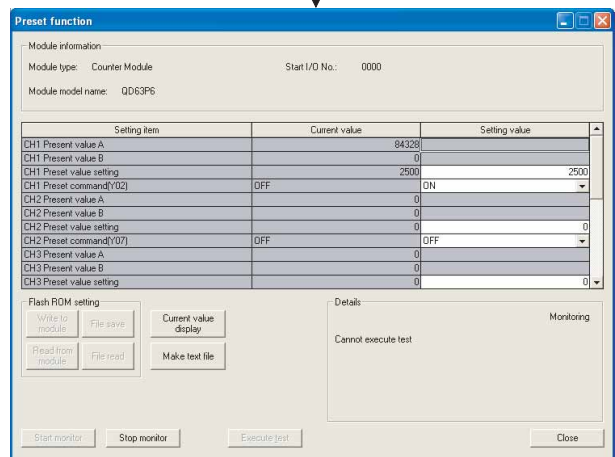 Preset function
Module information
Module type: Counter Module Start I/O No.: 0000
Module model name: QD63P6
Setting item Current value Setting value
CH1 Present value A 84328
CH1 Present value B 0
CH1 Preset value setting 2500 2500
CH1 Preset command(Y02) OFF ON
CH2 Present value A 0
CH2 Present value B 0
CH2 Preset value setting 0 0
CH2 Preset command(Y07) OFF OFF
CH3 Present value A 0
CH3 Present value B 0
CH3 Preset value setting 0 0
Flash ROM setting
Write to module
File save
Read from module
File read
Current value display
Make text file
Details
Monitoring
Cannot execute test
Start monitor
Stop monitor
Execute test
Close